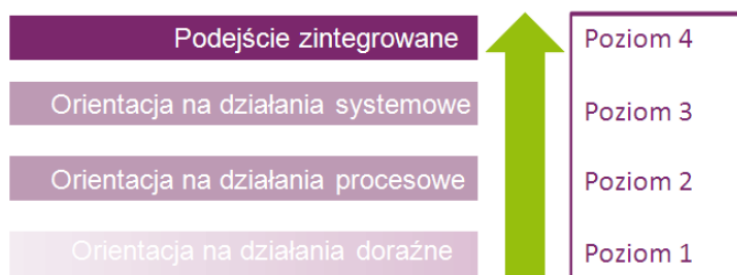 Podejście zintegrowane
Poziom 4
Orientacja na działania systemowe
Poziom 3
Orientacja na działania procesowe
Poziom 2
Orientacja na działania doraźne
Poziom 1